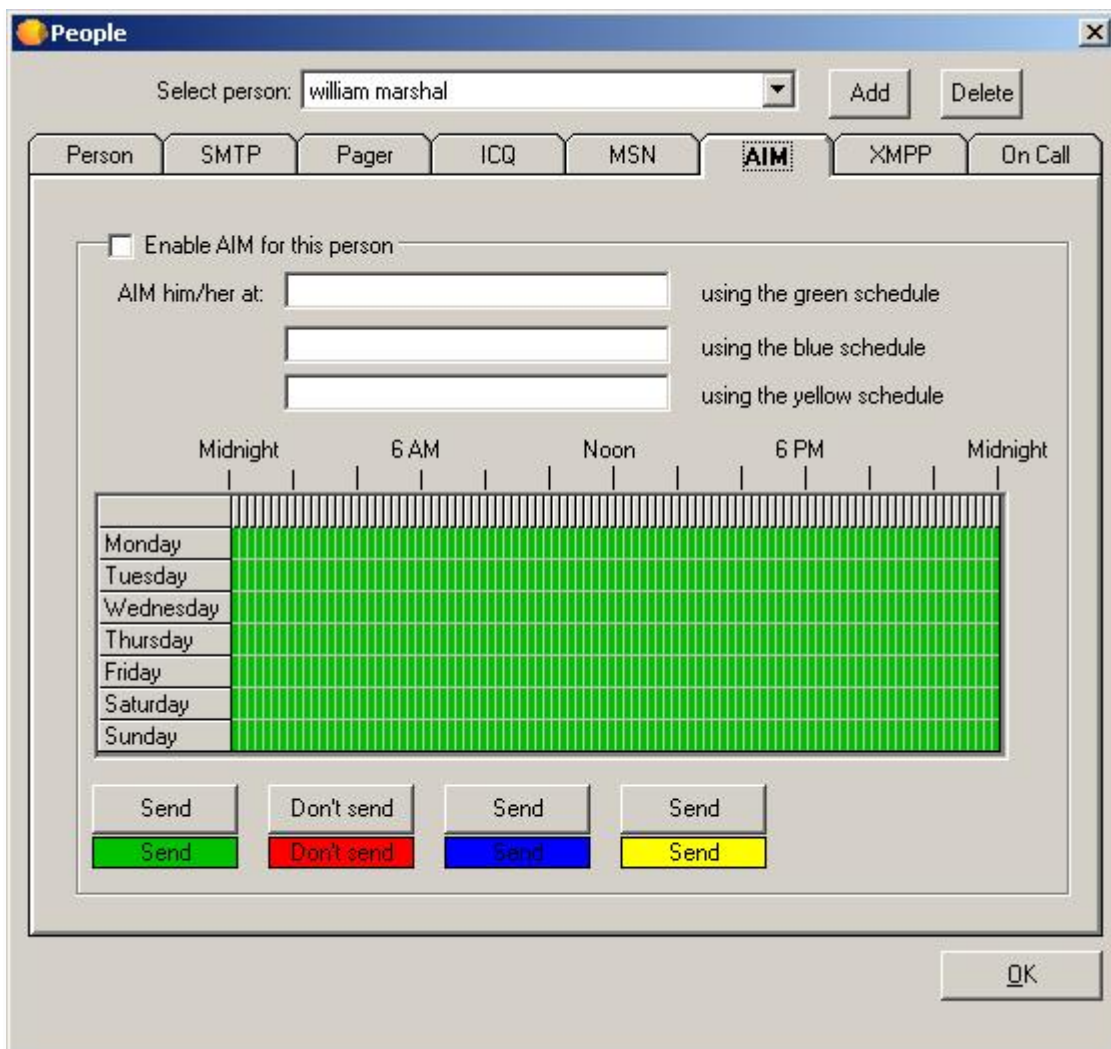 People
Select person: william marshal Add Delete
Person SMTP Pager ICQ MSN AIM XMPP On Call
Enable AIM for this person
AIM him/her at: using the green schedule
using the blue schedule
using the yellow schedule
Midnight 6 AM Noon 6 PM Midnight
Monday
Tuesday
Wednesday
Thursday
Friday
Saturday
Sunday
Send Don't send Send Send
Send Don't send Send Send
OK